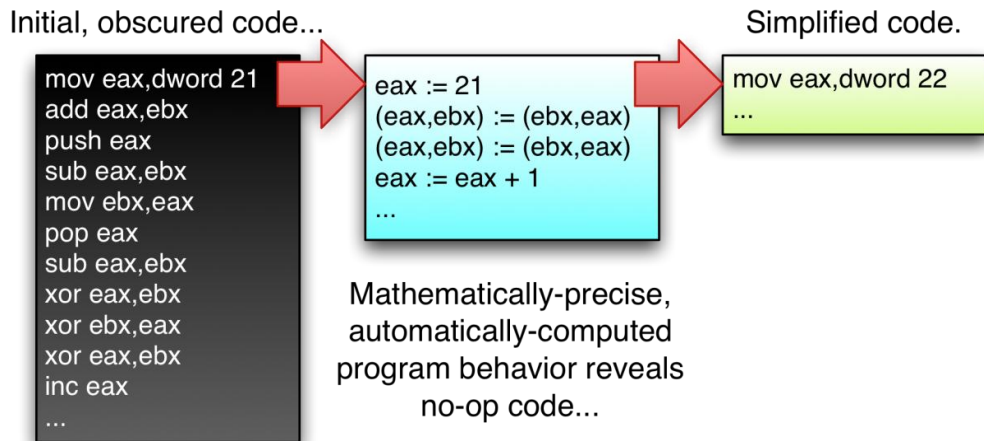 Initial, obscured code...
mov eax,dword 21
add eax,ebx
push eax
sub eax,ebx
mov ebx,eax
pop eax
sub eax,ebx
xor eax,ebx
xor ebx,eax
xor eax,ebx
inc eax
...
eax := 21
(eax,ebx) := (ebx,eax)
(eax,ebx) := (ebx,eax)
eax := eax + 1
...
Mathematically-precise,
automatically-computed
program behavior reveals
no-op code...
Simplified code.
mov eax,dword 22
...